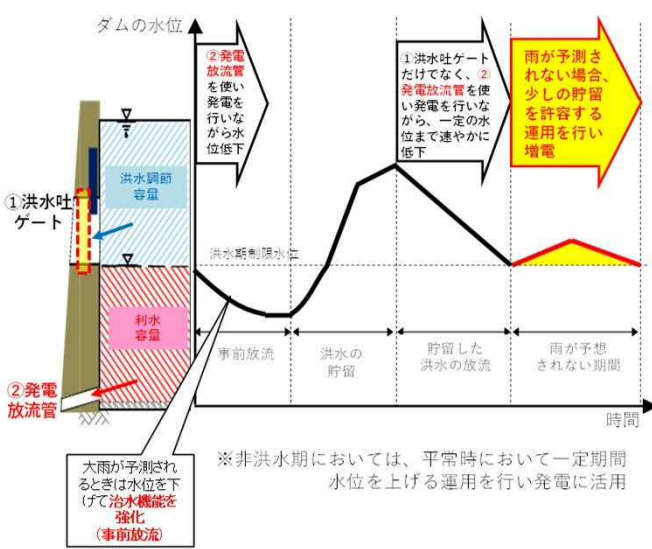 ダムの水位
②発電
放流管
を使い
発電を
行いな
がら水
位低下
①洪水吐ゲート
だけでなく、②
発電放流管を使
い発電を行いな
がら、一定の水
位まで速やかに
低下
雨が予測さ
れない場合、
少しの貯留
を許容する
運用を行い
増電
洪水調節
容量
①洪水吐
ゲート
洪水期制限水位
利水
容量
②発電
放流管
事前放流
洪水の
貯留
貯留した
洪水の放流
雨が予想
されない期間
時間
大雨が予測され
るときは水位を下
げて治水機能を
強化
(事前放流)
※非洪水期においては、平常時において一定期間
水位を上げる運用を行い発電に活用